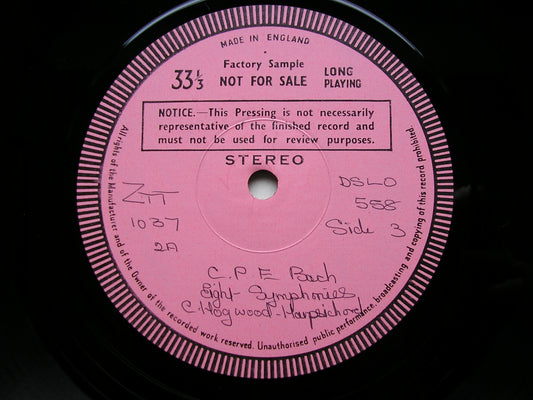 MADE IN ENGLAND
Factory Sample
33 1/3 NOT FOR SALE LONG PLAYING
NOTICE.—This Pressing is not necessarily
representative of the finished record and
must not be used for review purposes.
STEREO
ZTT
1037
2A
DSLO
558
Side 3
C.P.E Bach
Eight Symphonies
C. Hogwood - Harpsichord
All rights of the Manufacturer and of the Owner of the recorded work reserved. Unauthorised public performance, broadcasting and copying of this record prohibited.